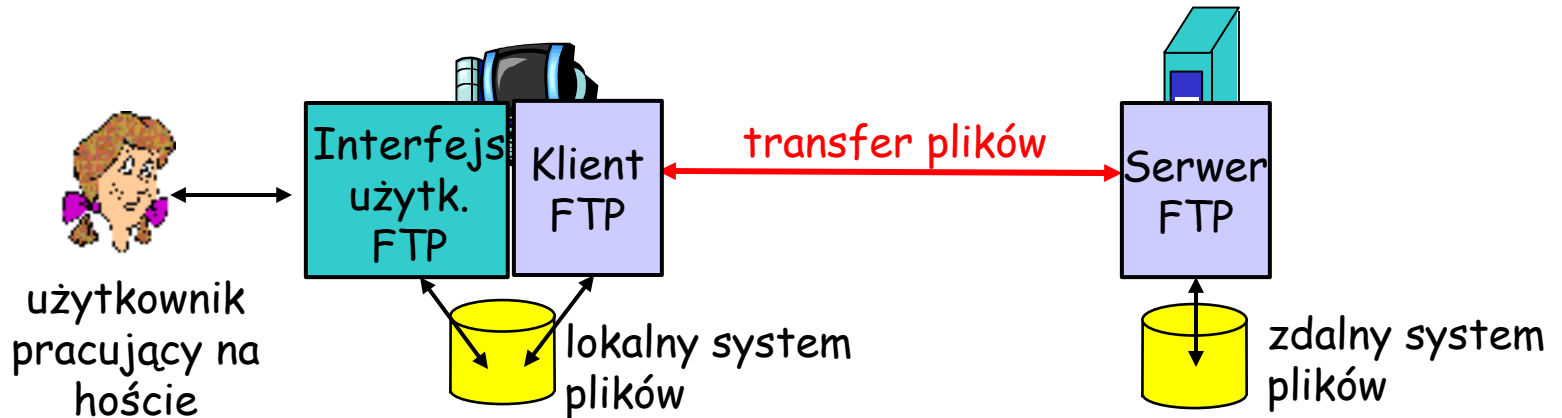 Interfejs
użytk.
FTP
Klient
FTP
transfer plików
Serwer
FTP
użytkownik
pracujący na
hoście
lokalny system
plików
zdalny system
plików